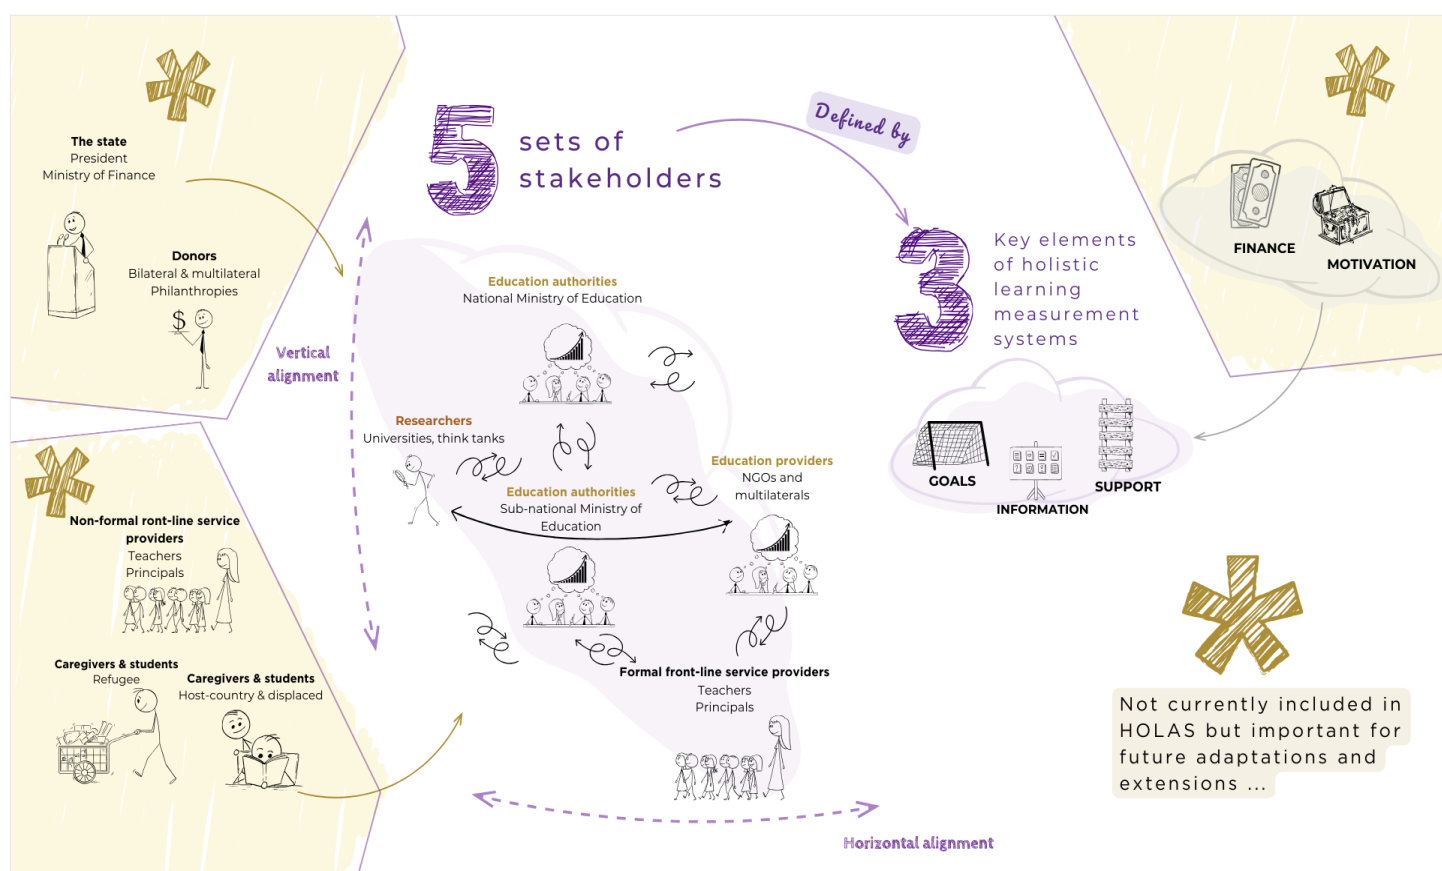 The state
President
Ministry of Finance
Donors
Bilateral & multilateral
Philanthropies
$
5 sets of
stakeholders
Defined by
3 Key elements
of holistic
learning
measurement
systems
FINANCE
MOTIVATION
Vertical
alignment
Education authorities
National Ministry of Education
Researchers
Universities, think tanks
Education authorities
Sub-national Ministry of
Education
Education providers
NGOs and
multilaterals
GOALS
INFORMATION
SUPPORT
Non-formal ront-line service
providers
Teachers
Principals
Caregivers & students
Refugee
Caregivers & students
Host-country & displaced
Formal front-line service providers
Teachers
Principals
Horizontal alignment
Not currently included in
HOLAS but important for
future adaptations and
extensions ...